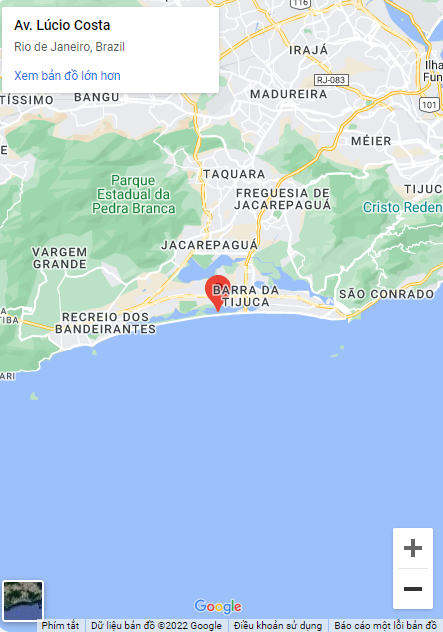 Av. Lúcio Costa
Rio de Janeiro, Brazil
Xem bản đồ lớn hơn
IRAJÁ
Ilha
Fun
RJ-083
MADUREIRA
BANGU
TÍSSIMO
101
MÉIER
TAQUARA
Parque
Estadual da
Pedra Branca
FREGUESIA DE
JACAREPAGUÁ
TIJUC
Cristo Reden
JACAREPAGUÁ
VARGEM
GRANDE
BARRA DA
TIJUCA
SÃO CONRADO
RECREIO DOS
BANDEIRANTES
TIBA
ARI
Google
Phím tắt Dữ liệu bản đồ ©2022 Google Điều khoản sử dụng Báo cáo một lỗi bản đồ